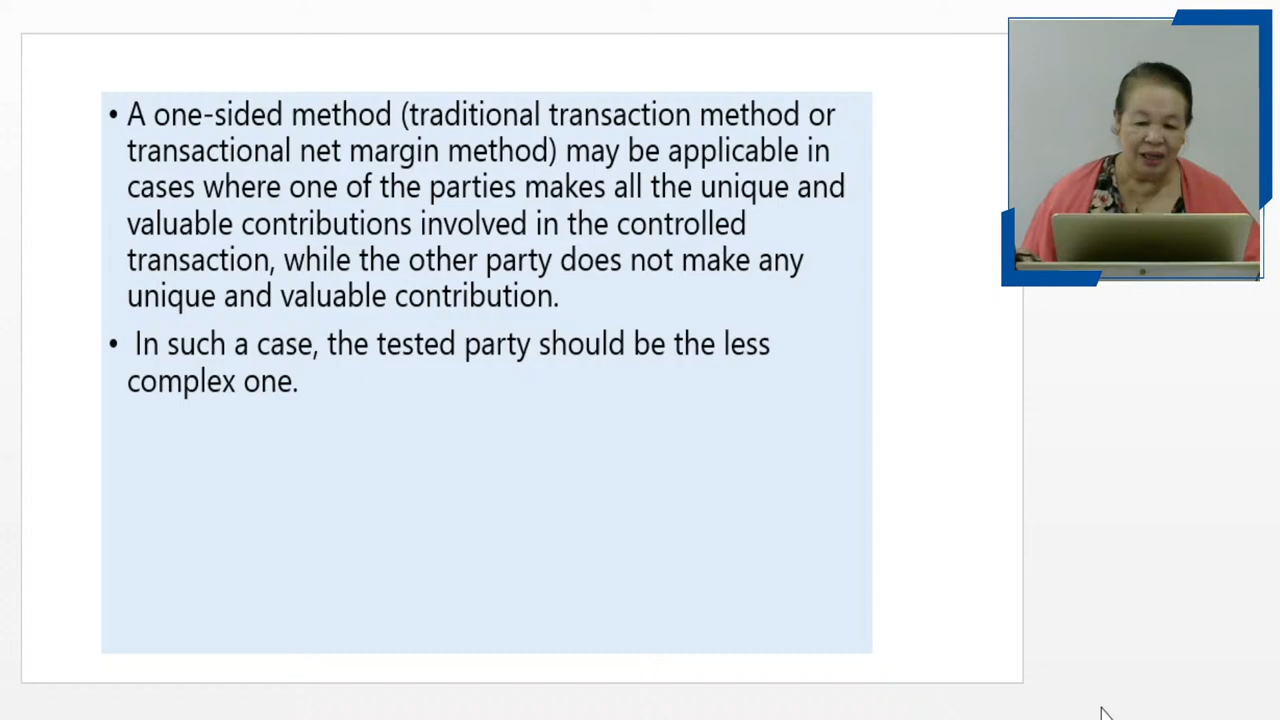 • A one-sided method (traditional transaction method or
transactional net margin method) may be applicable in
cases where one of the parties makes all the unique and
valuable contributions involved in the controlled
transaction, while the other party does not make any
unique and valuable contribution.
• In such a case, the tested party should be the less
complex one.